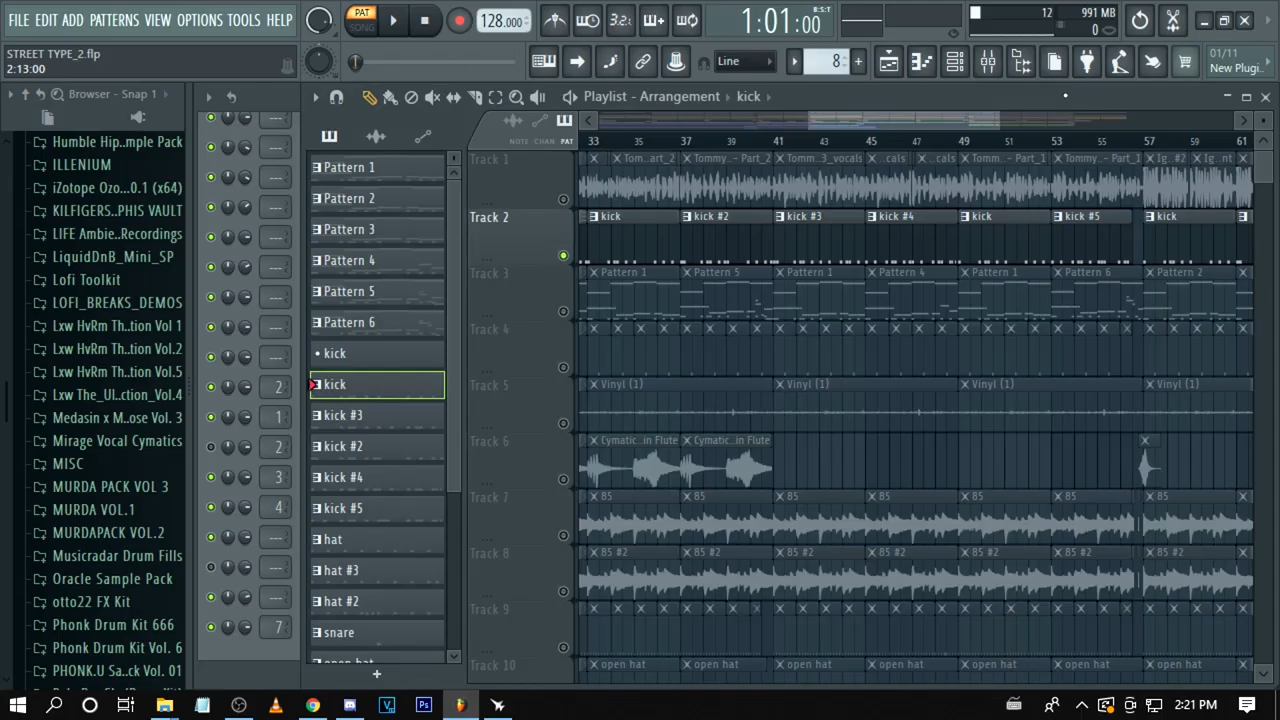 FILE EDIT ADD PATTERNS VIEW OPTIONS TOOLS HELP
PAT
SONG
128.000
3.2
1:01:00
B:S:T
12
991 MB
0
STREET TYPE_2.flp
2:13:00
Line
8
01/11
New Plugi..
Browser - Snap 1
Playlist - Arrangement
kick
NOTE CHAN PAT
33 35 37 39 41 43 45 47 49 51 53 55 57 59 61
Humble Hip...mple Pack
ILLENIUM
iZotope Ozo...0.1 (x64)
KILFIGERS..PHIS VAULT
LIFE Ambie..Recordings
LiquidDnB_Mini_SP
Lofi Toolkit
LOFI_BREAKS_DEMOS
Lxw HvRm Th..tion Vol 1
Lxw HvRm Th..tion Vol.2
Lxw HvRm Th..tion Vol.5
Lxw The_Ul...ction_Vol.4
Medasin x M..ose Vol. 3
Mirage Vocal Cymatics
MISC
MURDA PACK VOL 3
MURDA VOL.1
MURDAPACK VOL.2
Musicradar Drum Fills
Oracle Sample Pack
otto22 FX Kit
Phonk Drum Kit 666
Phonk Drum Kit Vol. 6
PHONK.U Sa..ck Vol. 01
2
1
2
3
4
7
Pattern 1
Pattern 2
Pattern 3
Pattern 4
Pattern 5
Pattern 6
kick
kick
kick #3
kick #2
kick #4
kick #5
hat
hat #3
hat #2
snare
open hat
Track 1
Tom...art_2
Tommy...- Part_2
Tomm...3_vocals
...cals
...cals
Tomm...- Part_1
Tommy...- Part_1
Ig...#2
Ig...nt
Track 2
kick
kick #2
kick #3
kick #4
kick
kick #5
kick
Track 3
Pattern 1
Pattern 5
Pattern 1
Pattern 4
Pattern 1
Pattern 6
Pattern 2
Track 4
Track 5
Vinyl (1)
Vinyl (1)
Vinyl (1)
Vinyl (1)
Track 6
Cymatic...in Flute
Cymatic...in Flute
Track 7
85
85
85
85
85
85
85
Track 8
85 #2
85 #2
85 #2
85 #2
85 #2
85 #2
85 #2
Track 9
Track 10
open hat
open hat
open hat
open hat
open hat
open hat
open hat
Ps
2:21 PM